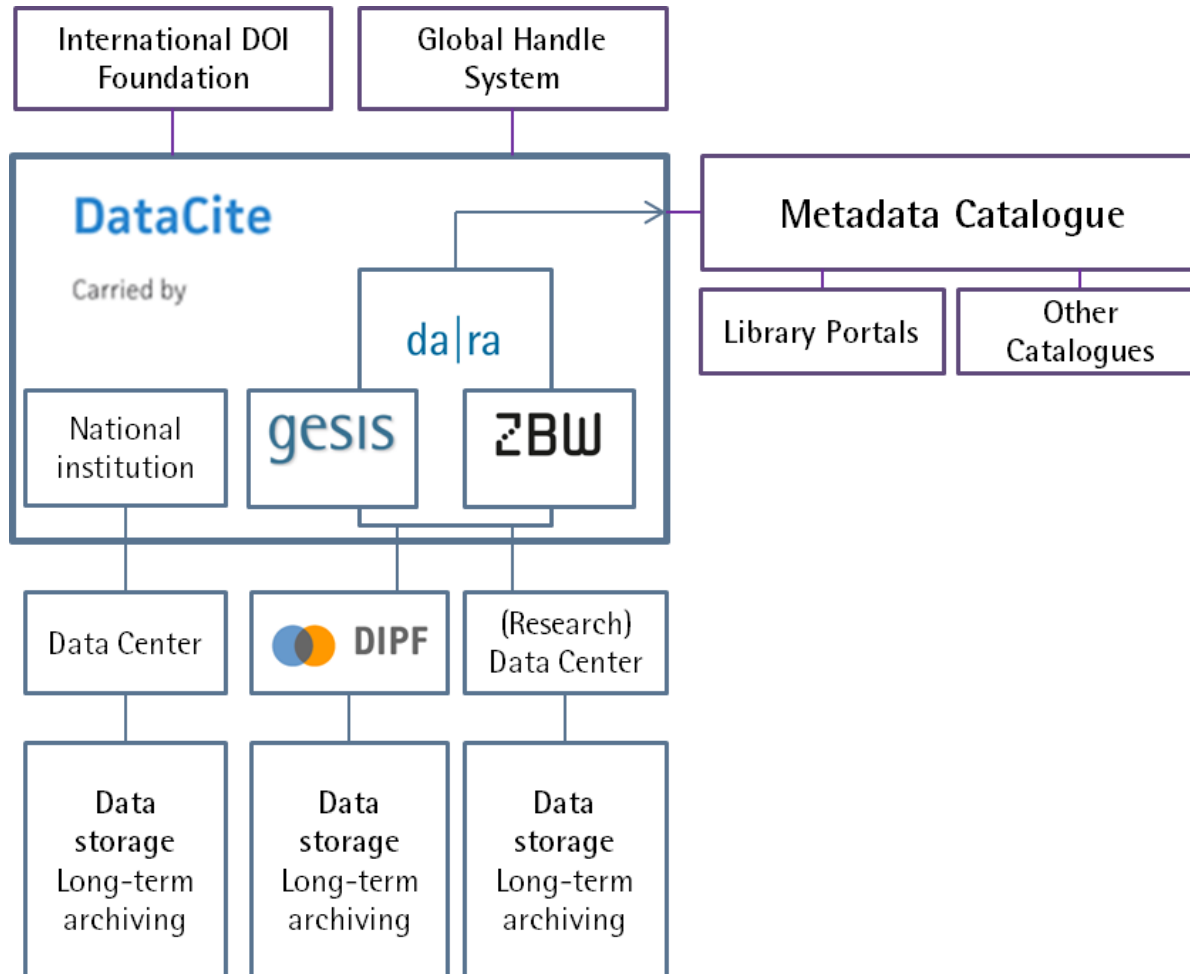 International DOI
Foundation
Global Handle
System
DataCite
Carried by
Metadata Catalogue
Library Portals
Other
Catalogues
da|ra
National
institution
gesis
ZBW
Data Center
DIPF
(Research)
Data Center
Data
storage
Long-term
archiving
Data
storage
Long-term
archiving
Data
storage
Long-term
archiving